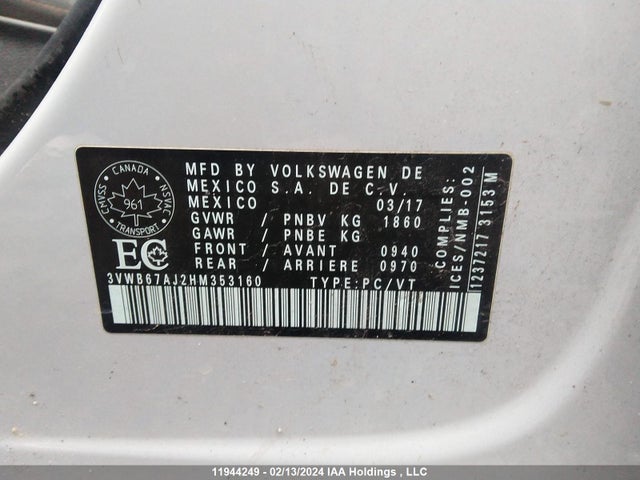 CANADA
CMVSS
NSVAC
961
TRANSPORT
EC
MFD BY VOLKSWAGEN DE
MEXICO S.A. DE C.V.
MEXICO 03/17
GVWR / PNBV KG 1860
GAWR / PNBE KG
FRONT / AVANT 0940
REAR / ARRIERE 0970
3VWB67AJ2HM353160 TYPE:PC/VT
COMPLIES:
ICES/NMB-002
1237217 3153 M
11944249 - 02/13/2024 IAA Holdings , LLC